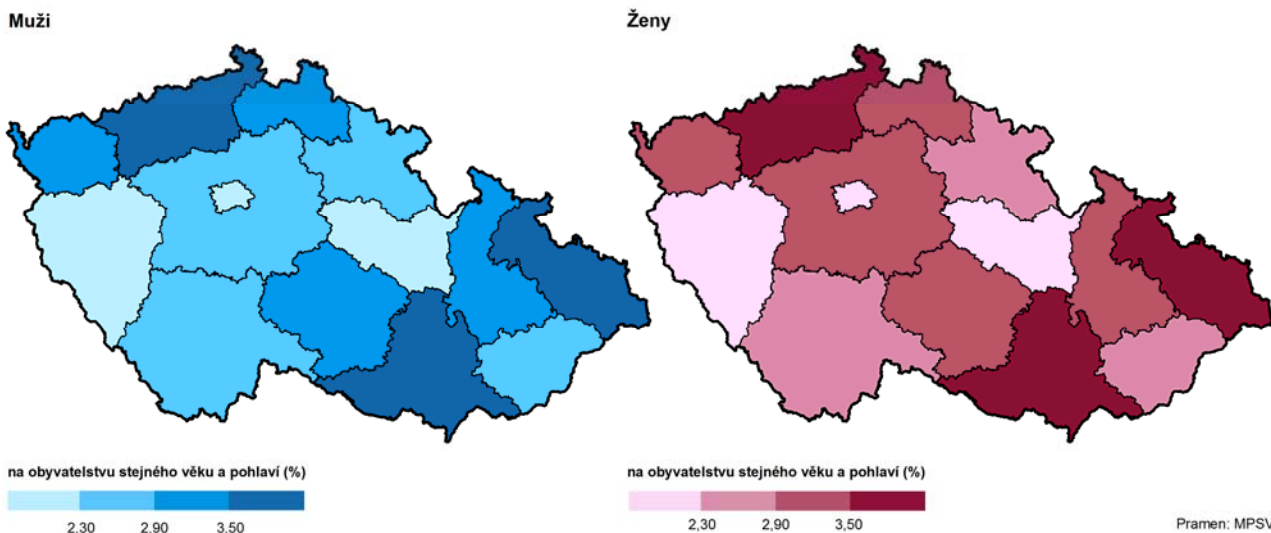 Muži
Ženy
na obyvatelstvu stejného věku a pohlaví (%)
2.30 2.90 3.50
na obyvatelstvu stejného věku a pohlaví (%)
2,30 2,90 3,50
Pramen: MPSV